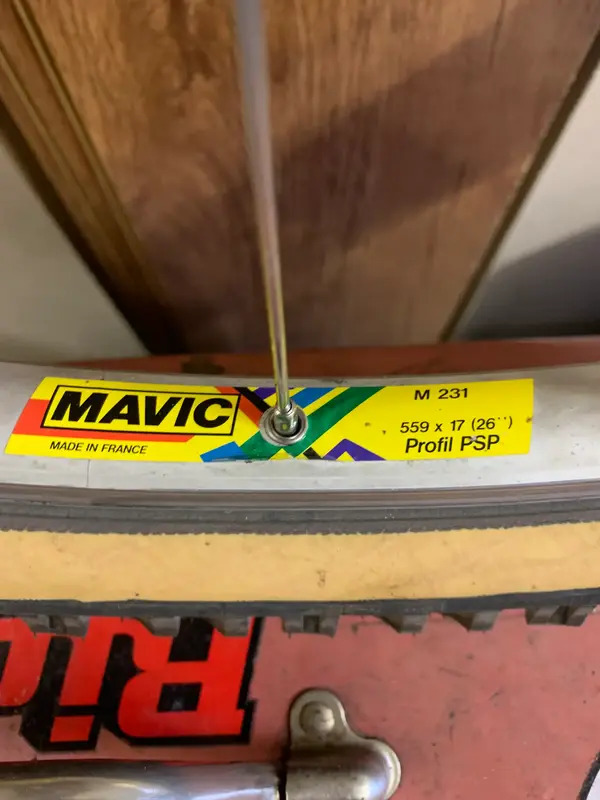 MAVIC
MADE IN FRANCE
M 231
559 x 17 (26'')
Profil PSP